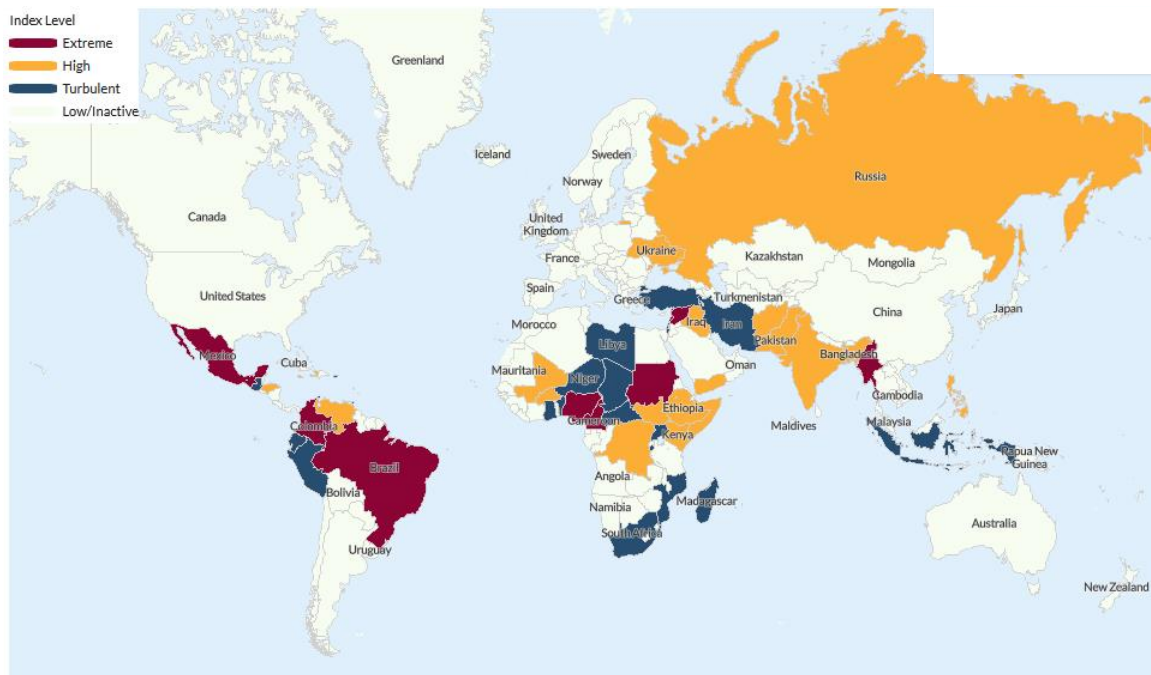 Index Level
Extreme
High
Turbulent
Low/Inactive
Greenland
Iceland
Sweden
Norway
Russia
Canada
United
Kingdom
Ukraine
France
Kazakhstan
Mongolia
United States
Spain
Greece
Turkmenistan
China
Japan
Morocco
Iraq
Iran
Libya
Pakistan
Mexico
Cuba
Bangladesh
Mauritania
Niger
Oman
Cambodia
Ethiopia
Colombia
Cameroon
Kenya
Maldives
Malaysia
Papua New
Guinea
Brazil
Angola
Bolivia
Madagascar
Namibia
South Africa
Australia
Uruguay
New Zealand